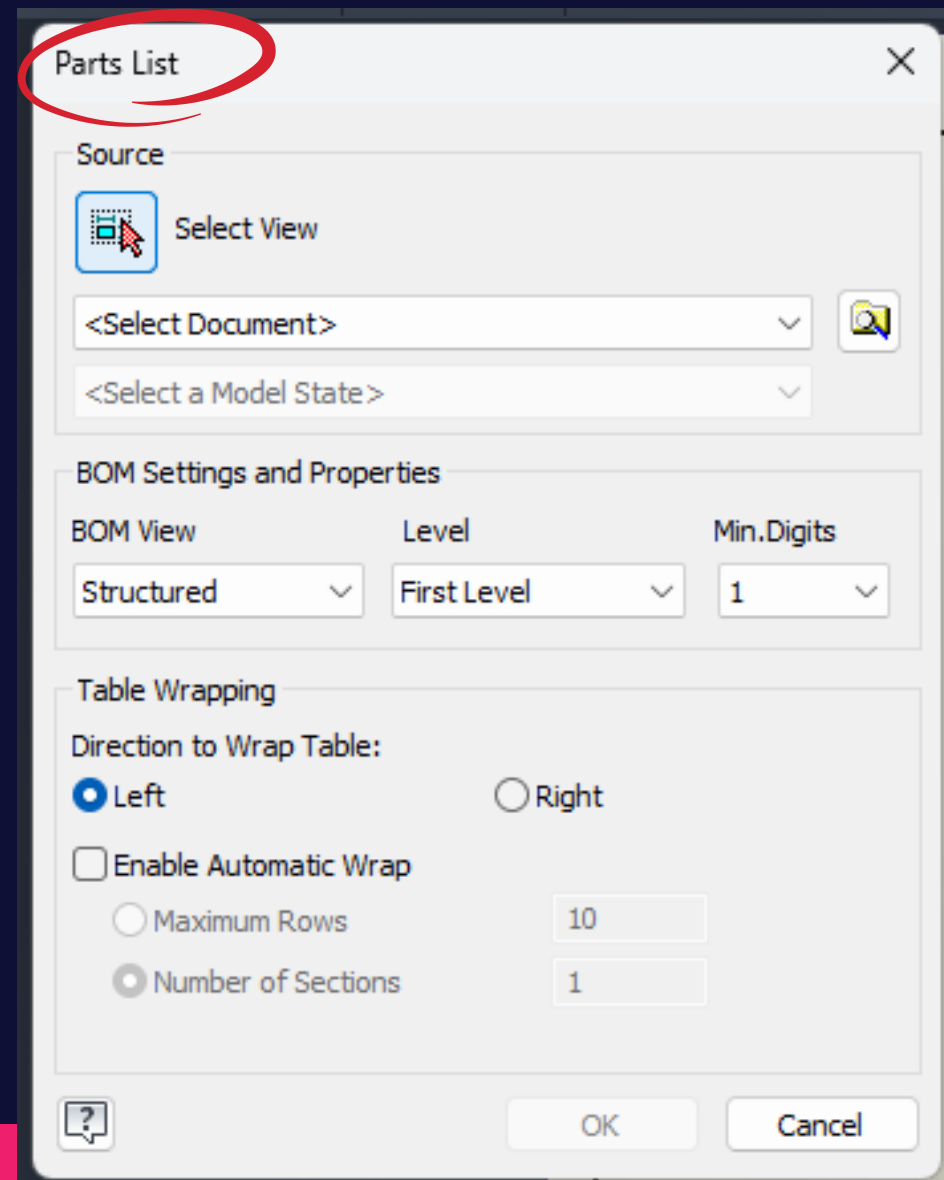 Parts List
Source
Select View
<Select Document>
<Select a Model State>
BOM Settings and Properties
BOM View Level Min.Digits
Structured First Level 1
Table Wrapping
Direction to Wrap Table:
Left Right
Enable Automatic Wrap
Maximum Rows 10
Number of Sections 1
? OK Cancel